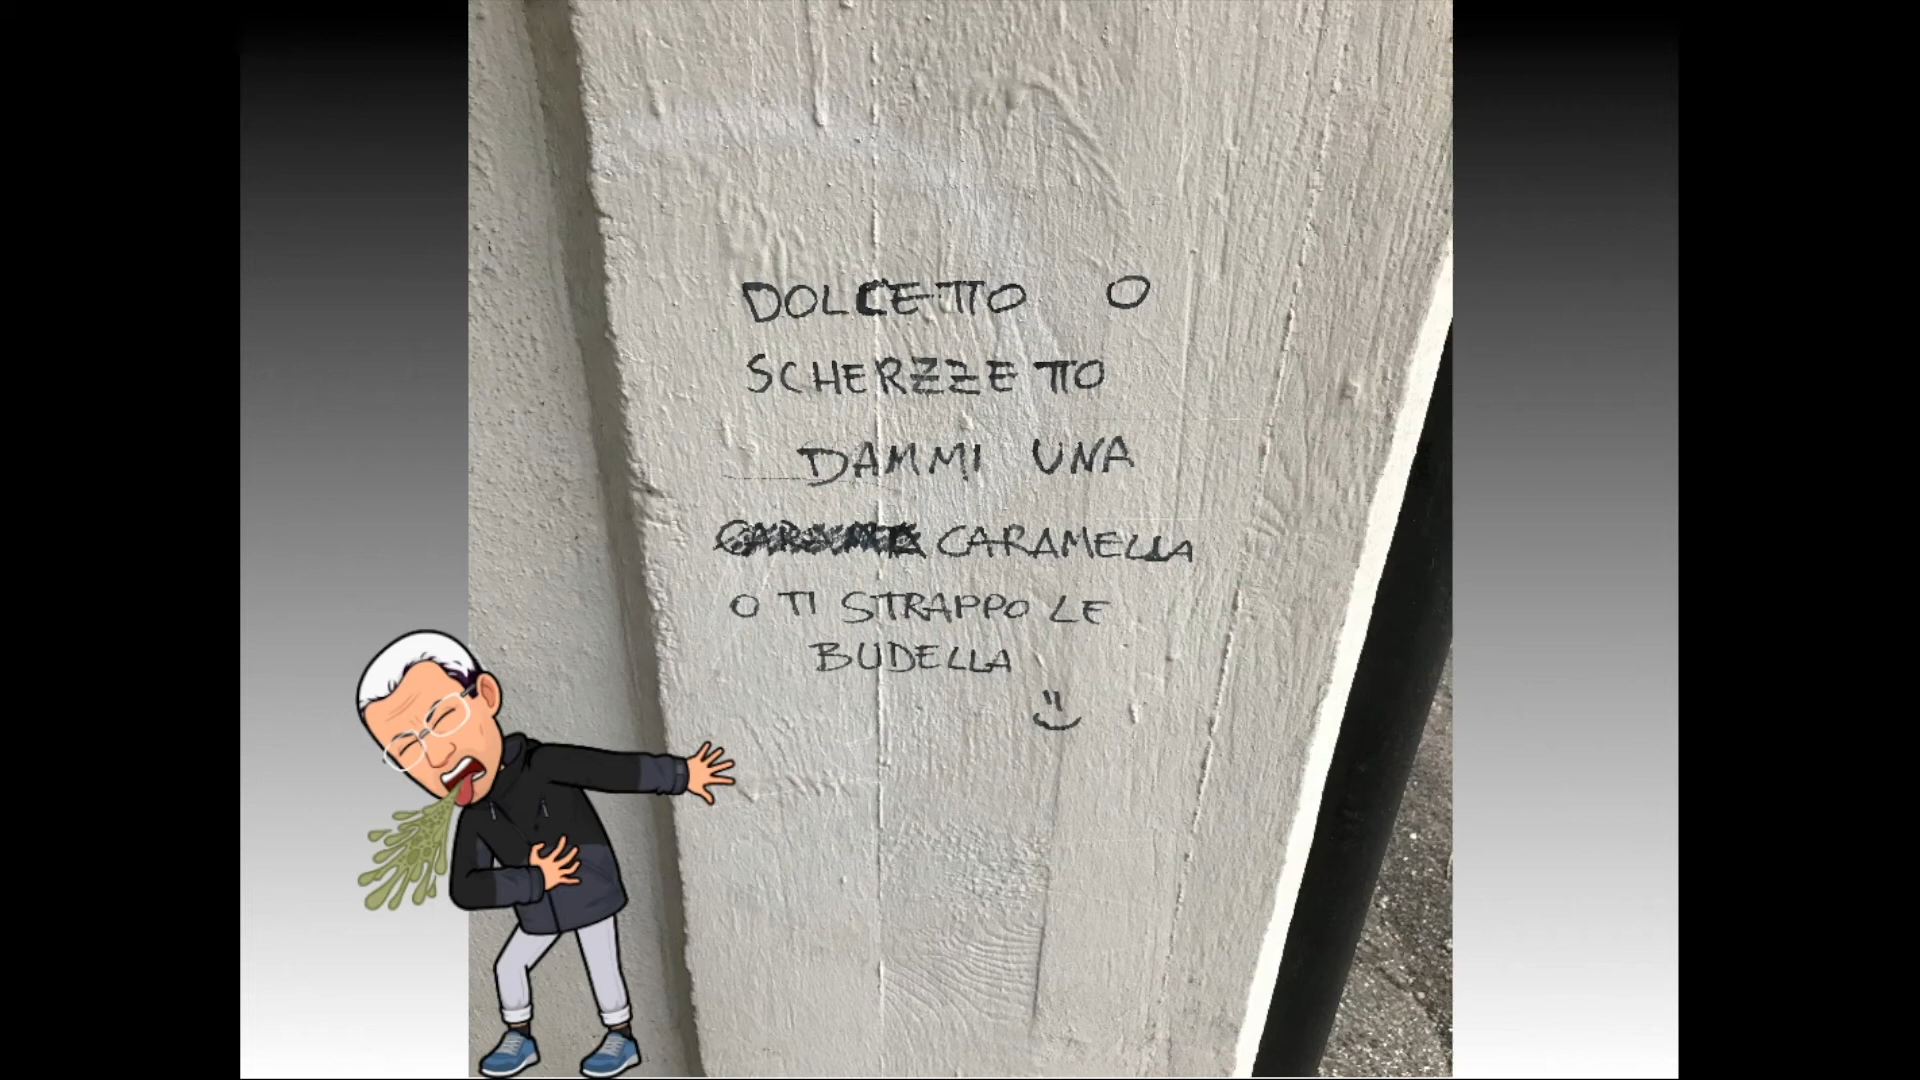 DOLCETTO O
SCHERZZETTO
DAMMI UNA
CARAMELLA
O TI STRAPPO LE
BUDELLA